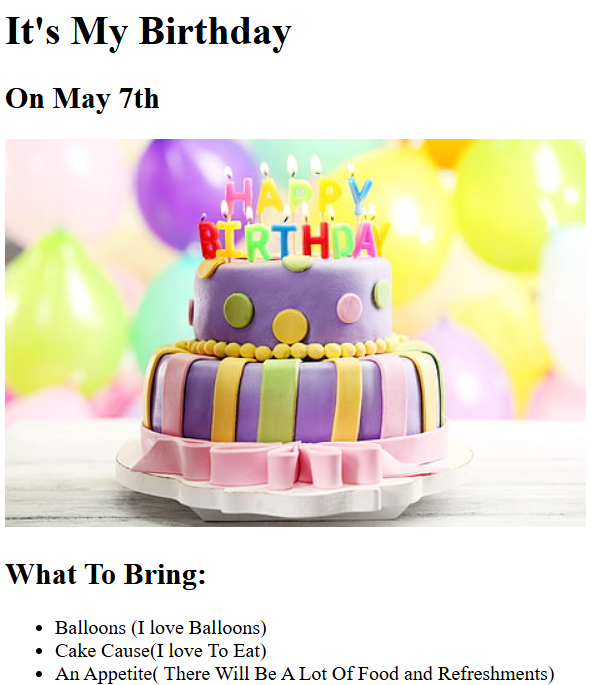 It's My Birthday
On May 7th
HAPPY
BIRTHDAY
What To Bring:
Balloons (I love Balloons)
Cake Cause(I love To Eat)
An Appetite( There Will Be A Lot Of Food and Refreshments)